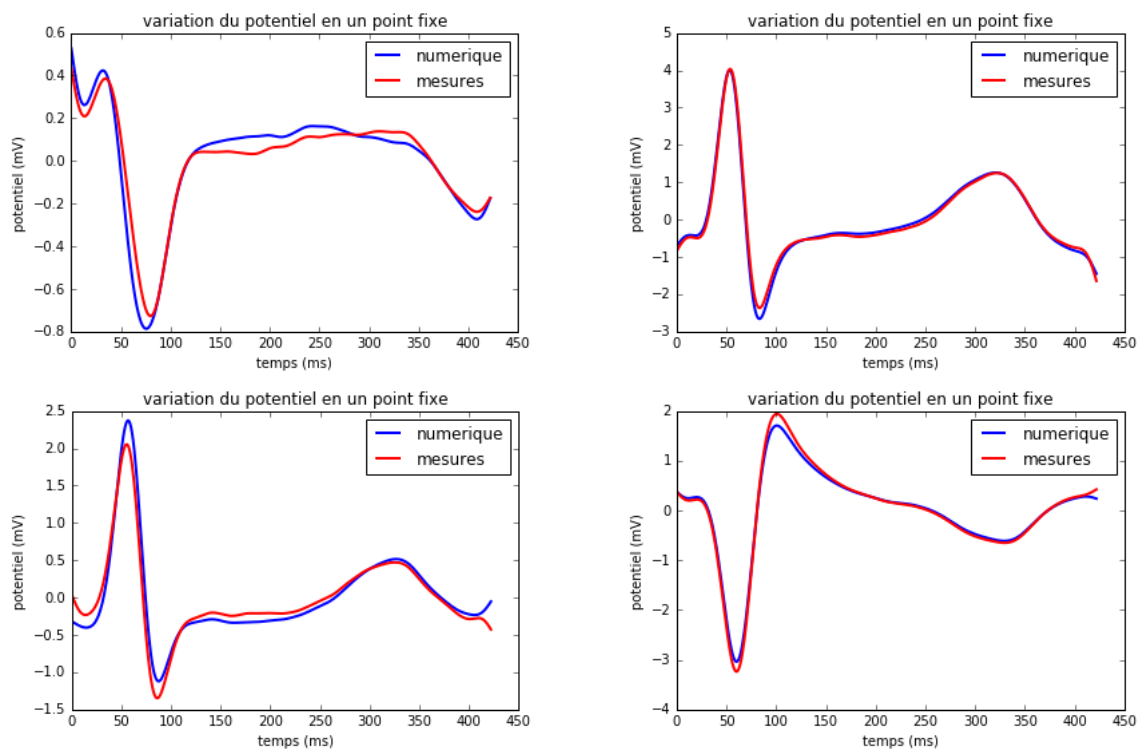 variation du potentiel en un point fixe
0.6
0.4
0.2
0.0
−0.2
−0.4
−0.6
−0.8
potentiel (mV)
numerique
mesures
0 50 100 150 200 250 300 350 400 450
temps (ms)
variation du potentiel en un point fixe
5
4
3
2
1
0
−1
−2
−3
potentiel (mV)
numerique
mesures
0 50 100 150 200 250 300 350 400 450
temps (ms)
variation du potentiel en un point fixe
2.5
2.0
1.5
1.0
0.5
0.0
−0.5
−1.0
−1.5
potentiel (mV)
numerique
mesures
0 50 100 150 200 250 300 350 400 450
temps (ms)
variation du potentiel en un point fixe
2
1
0
−1
−2
−3
−4
potentiel (mV)
numerique
mesures
0 50 100 150 200 250 300 350 400 450
temps (ms)